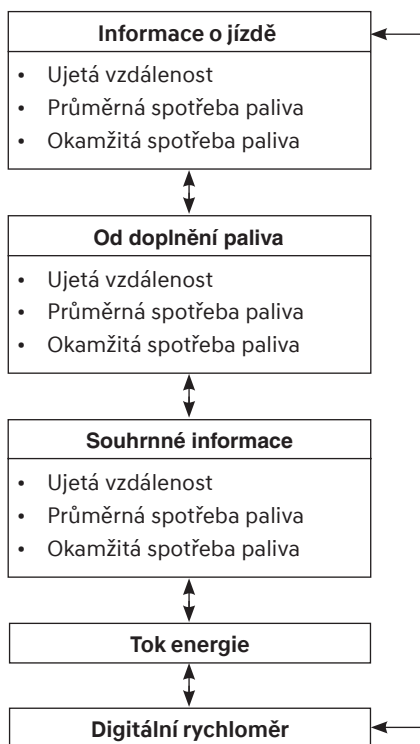 Informace o jízdě
• Ujetá vzdálenost
• Průměrná spotřeba paliva
• Okamžitá spotřeba paliva
Od doplnění paliva
• Ujetá vzdálenost
• Průměrná spotřeba paliva
• Okamžitá spotřeba paliva
Souhrnné informace
• Ujetá vzdálenost
• Průměrná spotřeba paliva
• Okamžitá spotřeba paliva
Tok energie
Digitální rychloměr